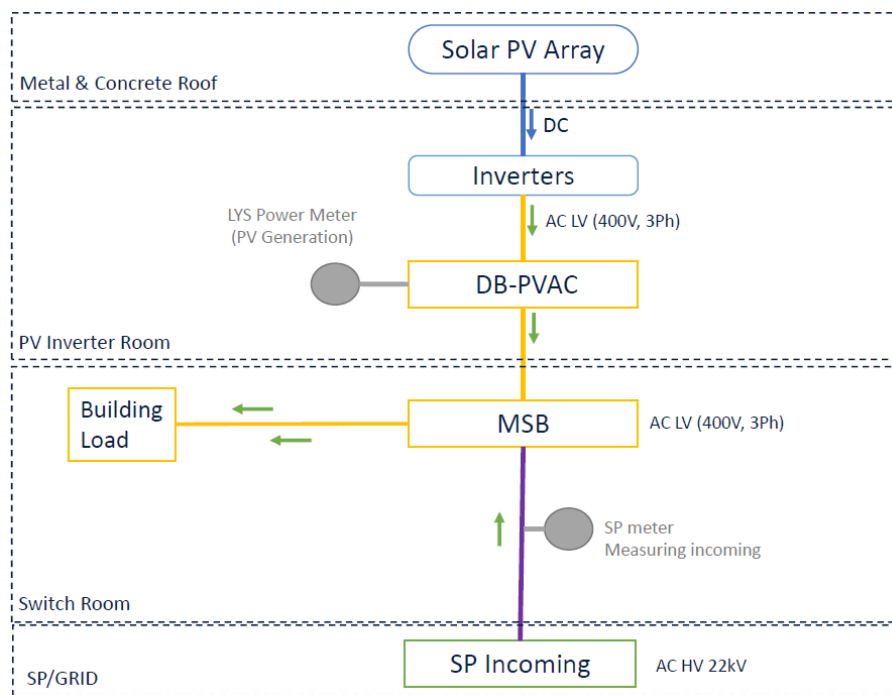 Solar PV Array
Metal & Concrete Roof
DC
Inverters
LYS Power Meter
(PV Generation)
AC LV (400V, 3Ph)
DB-PVAC
PV Inverter Room
Building
Load
MSB
AC LV (400V, 3Ph)
SP meter
Measuring incoming
Switch Room
SP Incoming
AC HV 22kV
SP/GRID